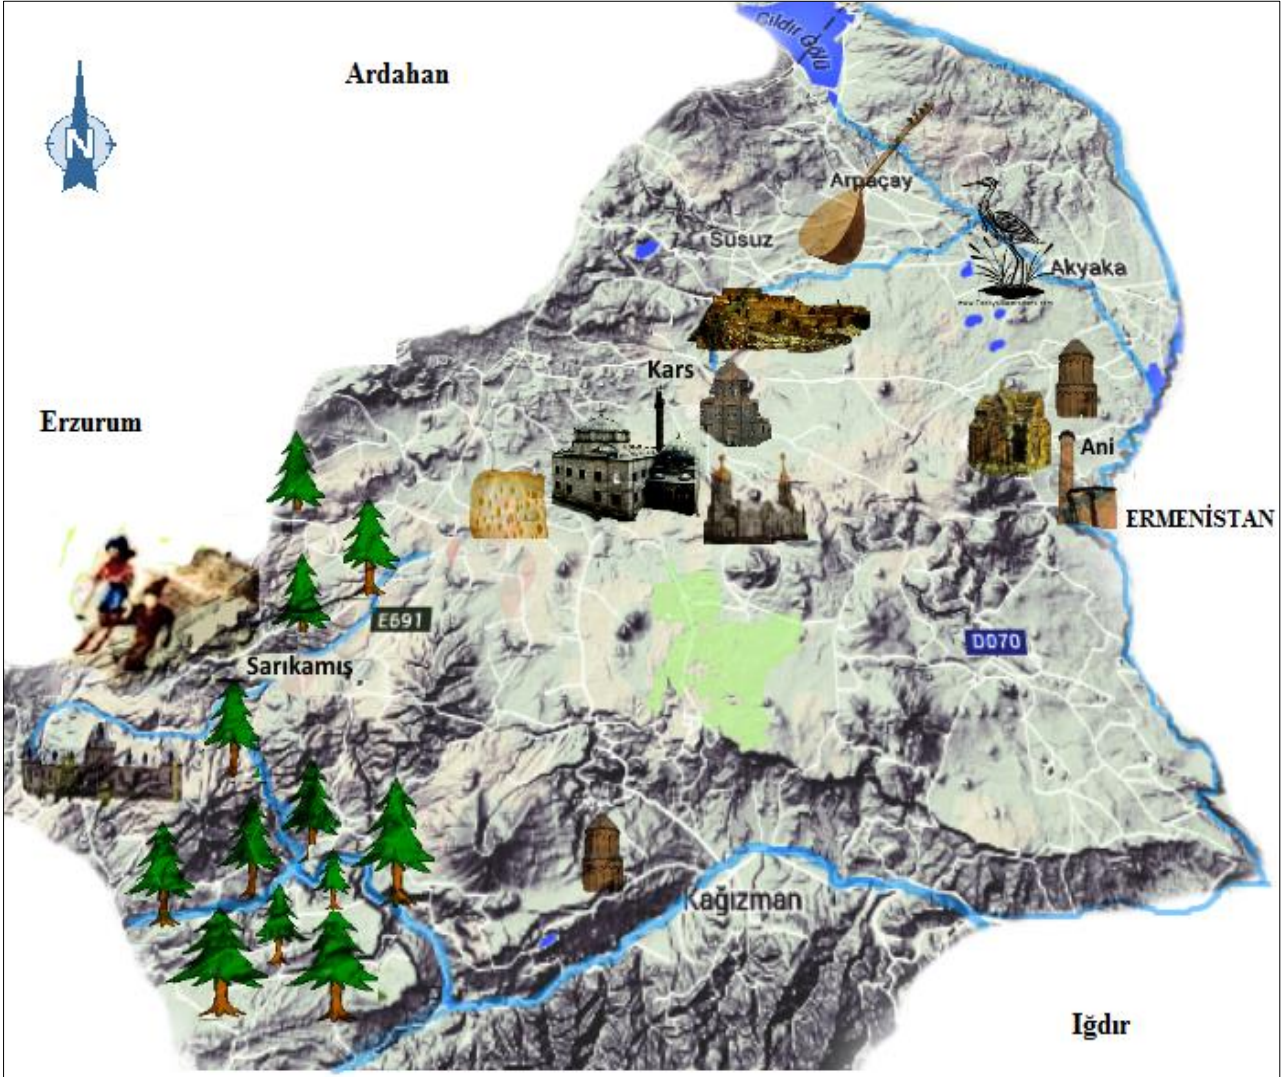 Çıldır Gölü
Ardahan
N
Arpaçay
Susuz
Akyaka
Kars
Erzurum
Ani
ERMENİSTAN
E691
D070
Sarıkamış
Kağızman
Iğdır